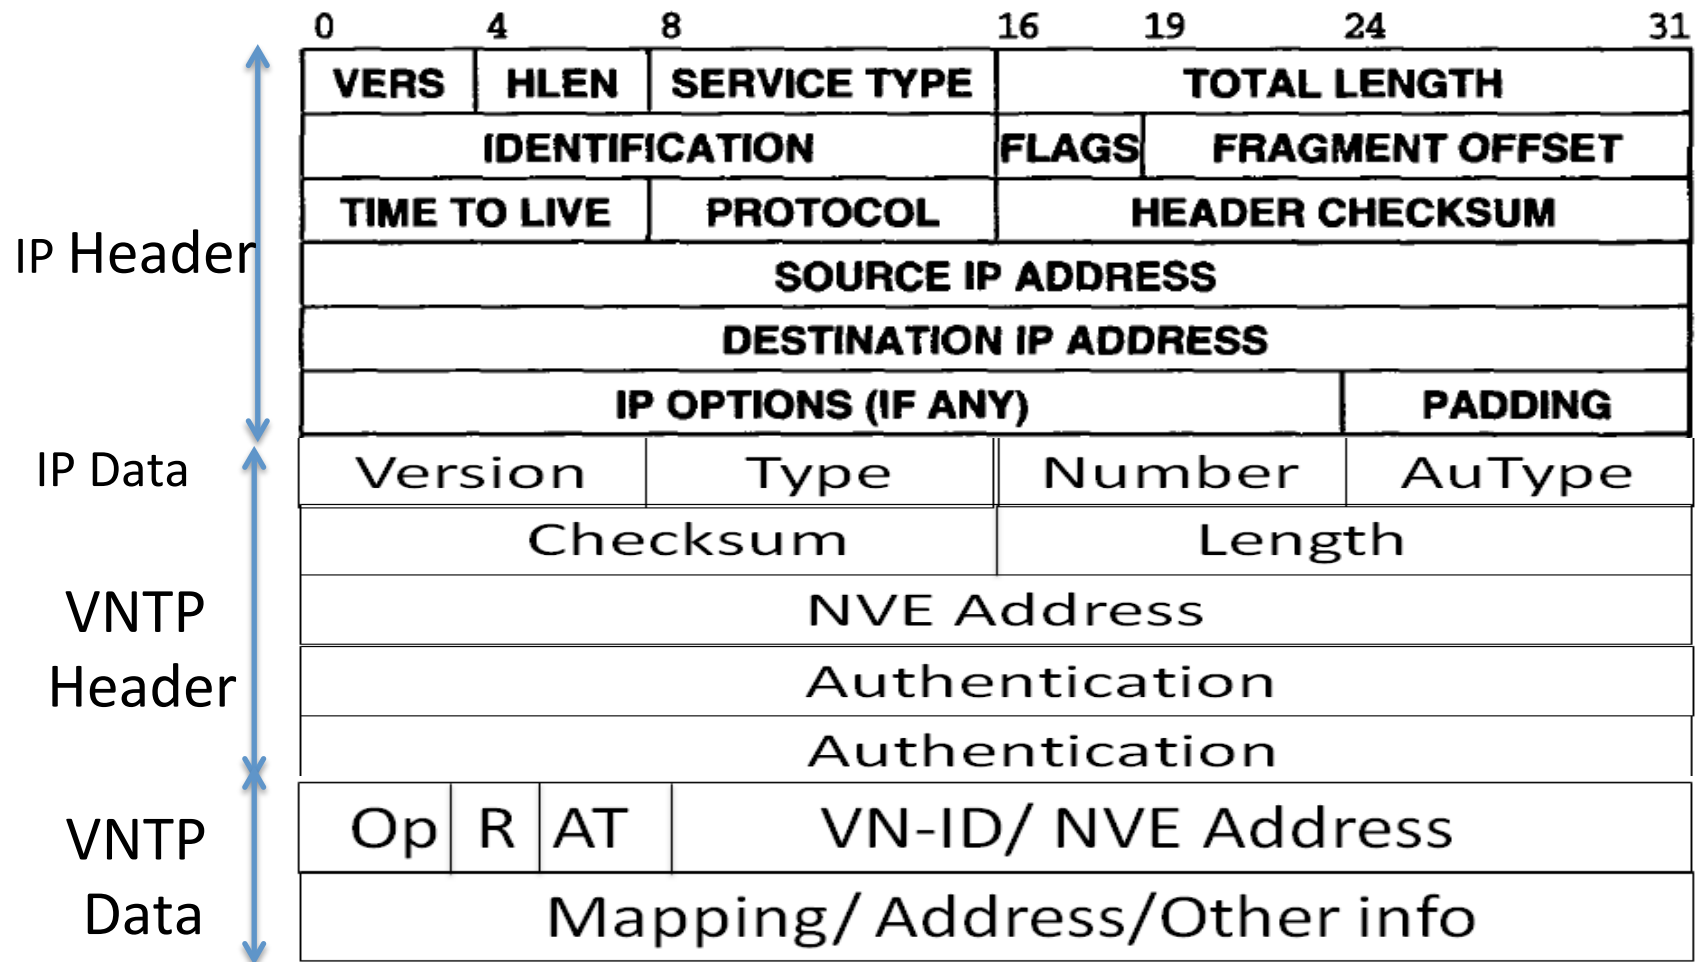 0 4 8 16 19 24 31
VERS HLEN SERVICE TYPE TOTAL LENGTH
IDENTIFICATION FLAGS FRAGMENT OFFSET
TIME TO LIVE PROTOCOL HEADER CHECKSUM
IP Header
SOURCE IP ADDRESS
DESTINATION IP ADDRESS
IP OPTIONS (IF ANY) PADDING
IP Data Version Type Number AuType
Checksum Length
VNTP
Header
NVE Address
Authentication
Authentication
VNTP
Data
Op R AT VN-ID/ NVE Address
Mapping/ Address/Other info